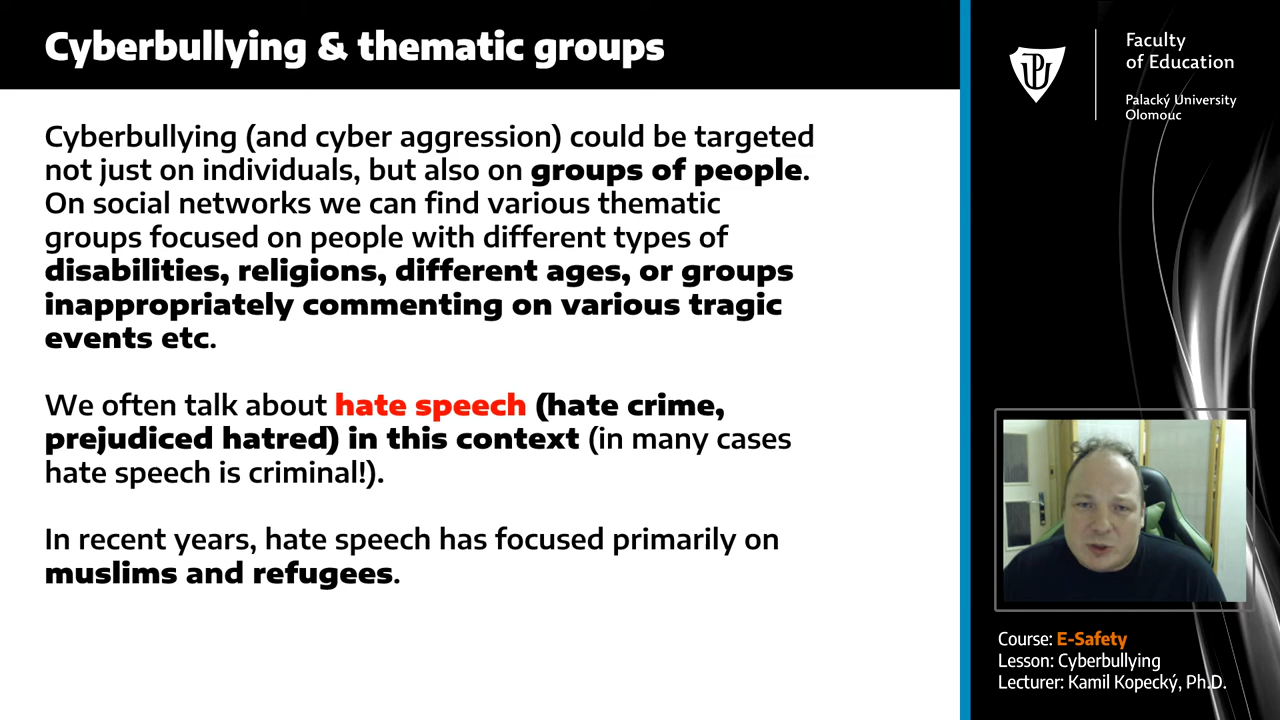 Cyberbullying & thematic groups
Cyberbullying (and cyber aggression) could be targeted
not just on individuals, but also on groups of people.
On social networks we can find various thematic
groups focused on people with different types of
disabilities, religions, different ages, or groups
inappropriately commenting on various tragic
events etc.
We often talk about hate speech (hate crime,
prejudiced hatred) in this context (in many cases
hate speech is criminal!).
In recent years, hate speech has focused primarily on
muslims and refugees.
Faculty
of Education
Palacký University
Olomouc
Course: E-Safety
Lesson: Cyberbullying
Lecturer: Kamil Kopecký, Ph.D.